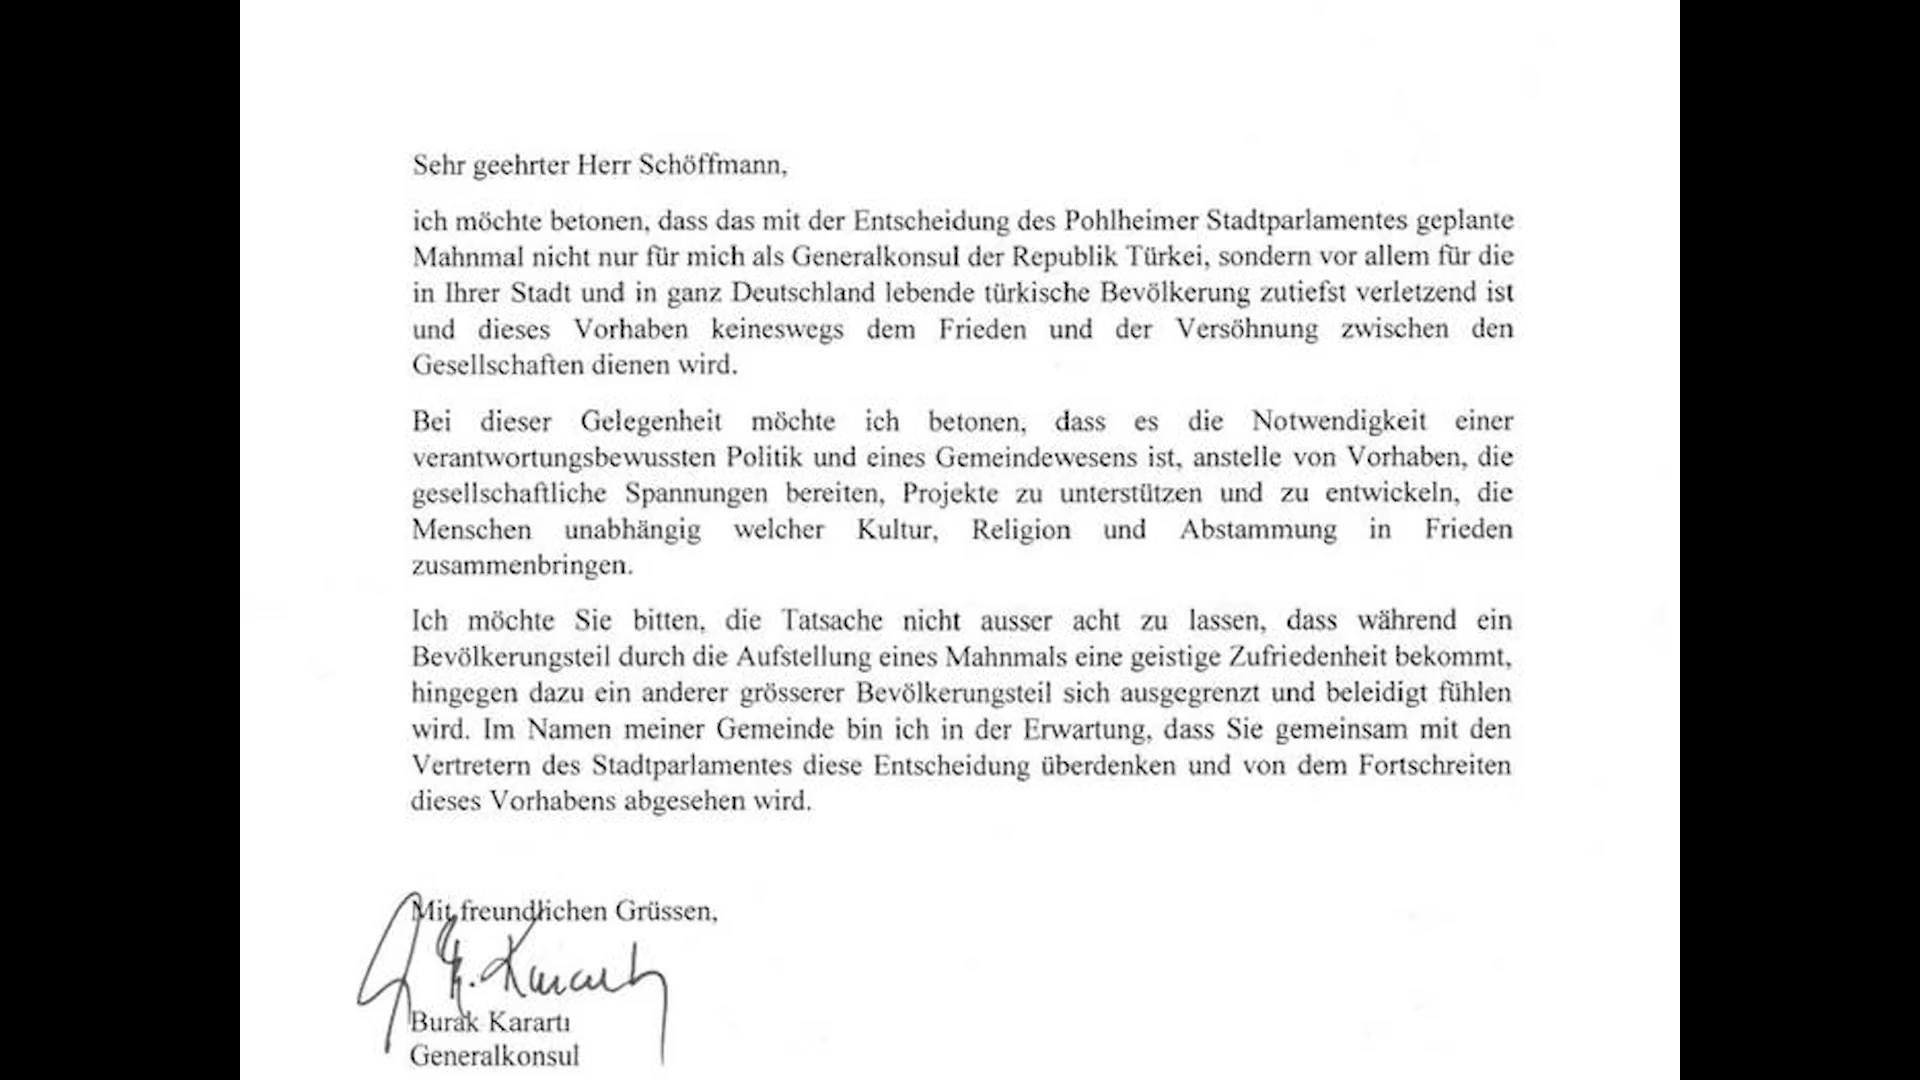 Sehr geehrter Herr Schöffmann,
ich möchte betonen, dass das mit der Entscheidung des Pohlheimer Stadtparlamentes geplante
Mahnmal nicht nur für mich als Generalkonsul der Republik Türkei, sondern vor allem für die
in Ihrer Stadt und in ganz Deutschland lebende türkische Bevölkerung zutiefst verletzend ist
und dieses Vorhaben keineswegs dem Frieden und der Versöhnung zwischen den
Gesellschaften dienen wird.
Bei dieser Gelegenheit möchte ich betonen, dass es die Notwendigkeit einer
verantwortungsbewussten Politik und eines Gemeindewesens ist, anstelle von Vorhaben, die
gesellschaftliche Spannungen bereiten, Projekte zu unterstützen und zu entwickeln, die
Menschen unabhängig welcher Kultur, Religion und Abstammung in Frieden
zusammenbringen.
Ich möchte Sie bitten, die Tatsache nicht ausser acht zu lassen, dass während ein
Bevölkerungsteil durch die Aufstellung eines Mahnmals eine geistige Zufriedenheit bekommt,
hingegen dazu ein anderer grösserer Bevölkerungsteil sich ausgegrenzt und beleidigt fühlen
wird. Im Namen meiner Gemeinde bin ich in der Erwartung, dass Sie gemeinsam mit den
Vertretern des Stadtparlamentes diese Entscheidung überdenken und von dem Fortschreiten
dieses Vorhabens abgesehen wird.
Mit freundlichen Grüssen,
Burak Karartı
Generalkonsul